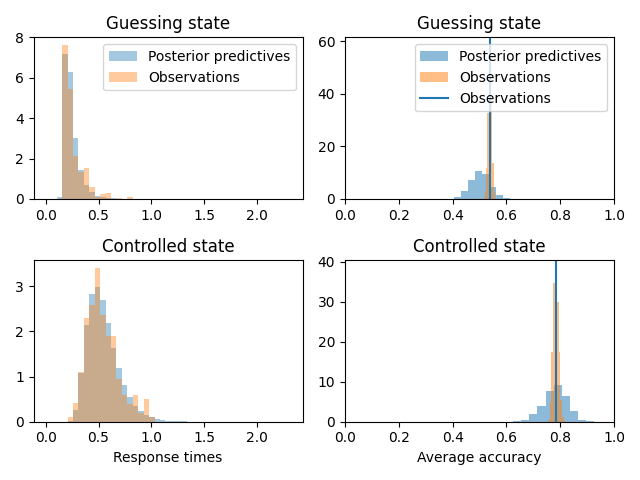 Guessing state
8
6
4
2
0
Posterior predictives
Observations
0.0 0.5 1.0 1.5 2.0
Guessing state
60
40
20
0
Posterior predictives
Observations
Observations
0.0 0.2 0.4 0.6 0.8 1.0
Controlled state
3
2
1
0
0.0 0.5 1.0 1.5 2.0
Response times
Controlled state
40
30
20
10
0
0.0 0.2 0.4 0.6 0.8 1.0
Average accuracy